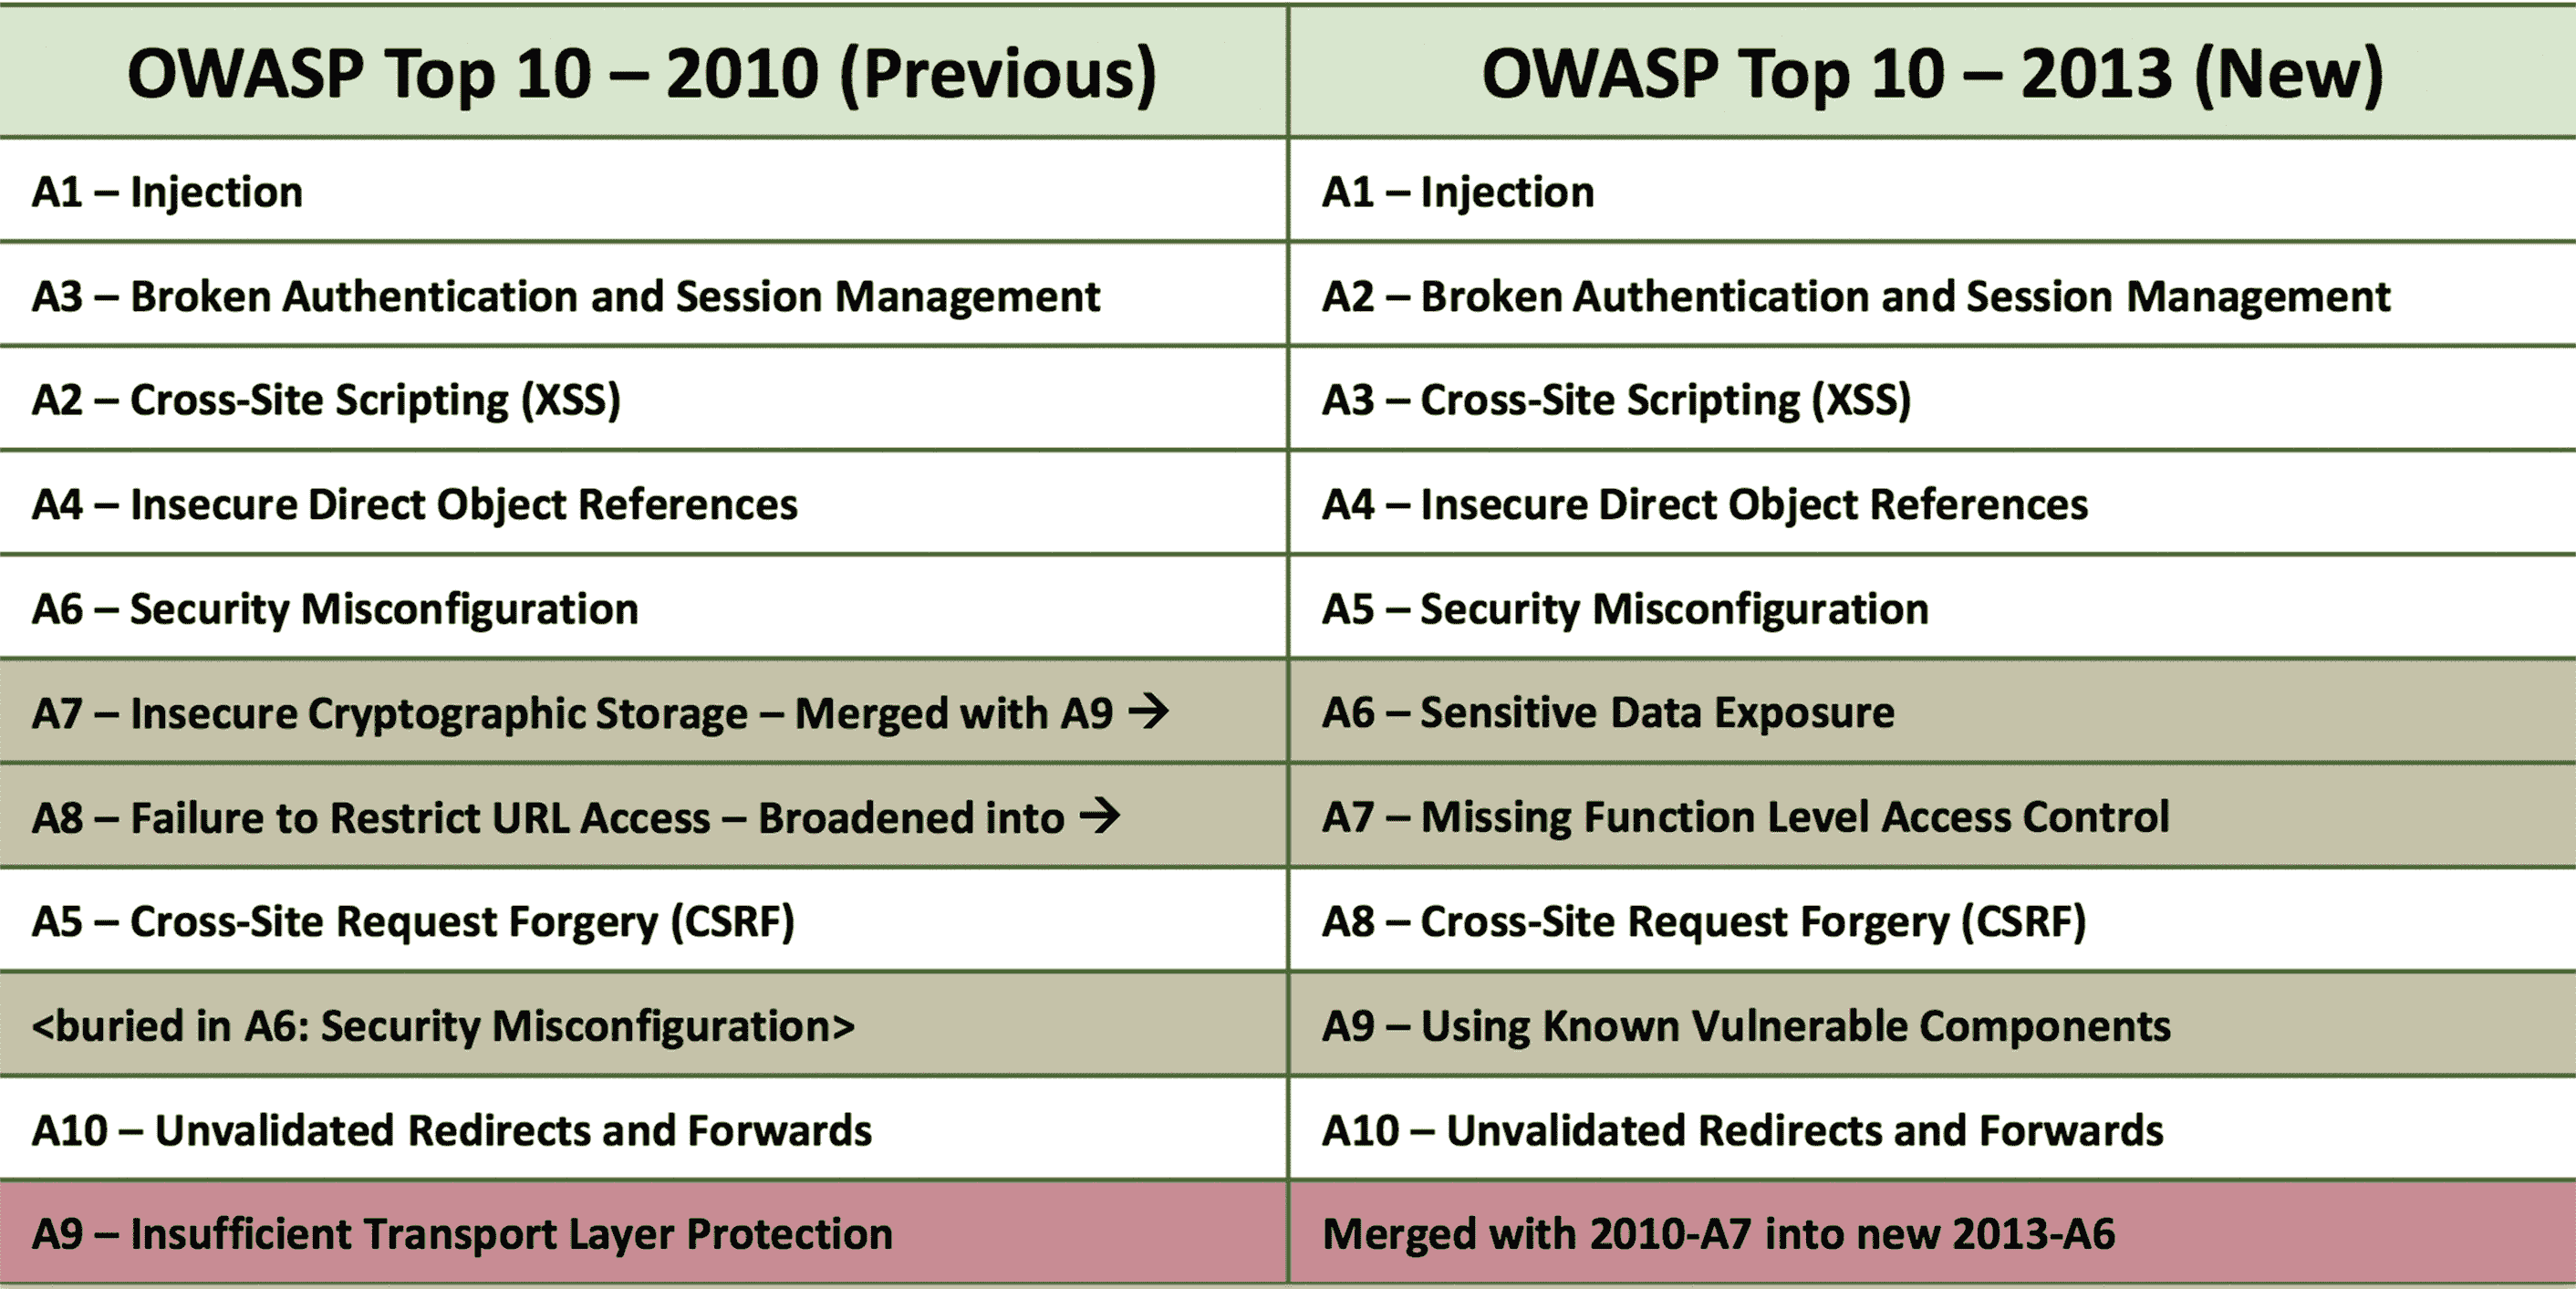 OWASP Top 10 – 2010 (Previous)
OWASP Top 10 – 2013 (New)
A1 – Injection
A1 – Injection
A3 – Broken Authentication and Session Management
A2 – Broken Authentication and Session Management
A2 – Cross-Site Scripting (XSS)
A3 – Cross-Site Scripting (XSS)
A4 – Insecure Direct Object References
A4 – Insecure Direct Object References
A6 – Security Misconfiguration
A5 – Security Misconfiguration
A7 – Insecure Cryptographic Storage – Merged with A9 →
A6 – Sensitive Data Exposure
A8 – Failure to Restrict URL Access – Broadened into →
A7 – Missing Function Level Access Control
A5 – Cross-Site Request Forgery (CSRF)
A8 – Cross-Site Request Forgery (CSRF)
<buried in A6: Security Misconfiguration>
A9 – Using Known Vulnerable Components
A10 – Unvalidated Redirects and Forwards
A10 – Unvalidated Redirects and Forwards
A9 – Insufficient Transport Layer Protection
Merged with 2010-A7 into new 2013-A6